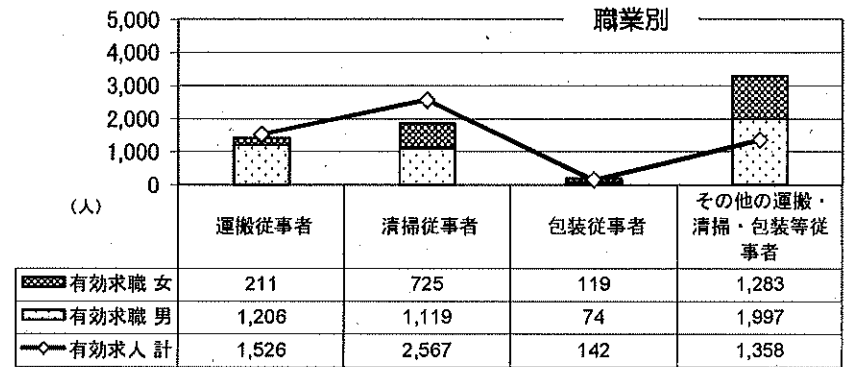 職業別
5,000
4,000
3,000
2,000
1,000
0
(人)
運搬従事者 清掃従事者 包装従事者 その他の運搬・
清掃・包装等従
事者
有効求職 女 211 725 119 1,283
有効求職 男 1,206 1,119 74 1,997
有効求人 計 1,526 2,567 142 1,358